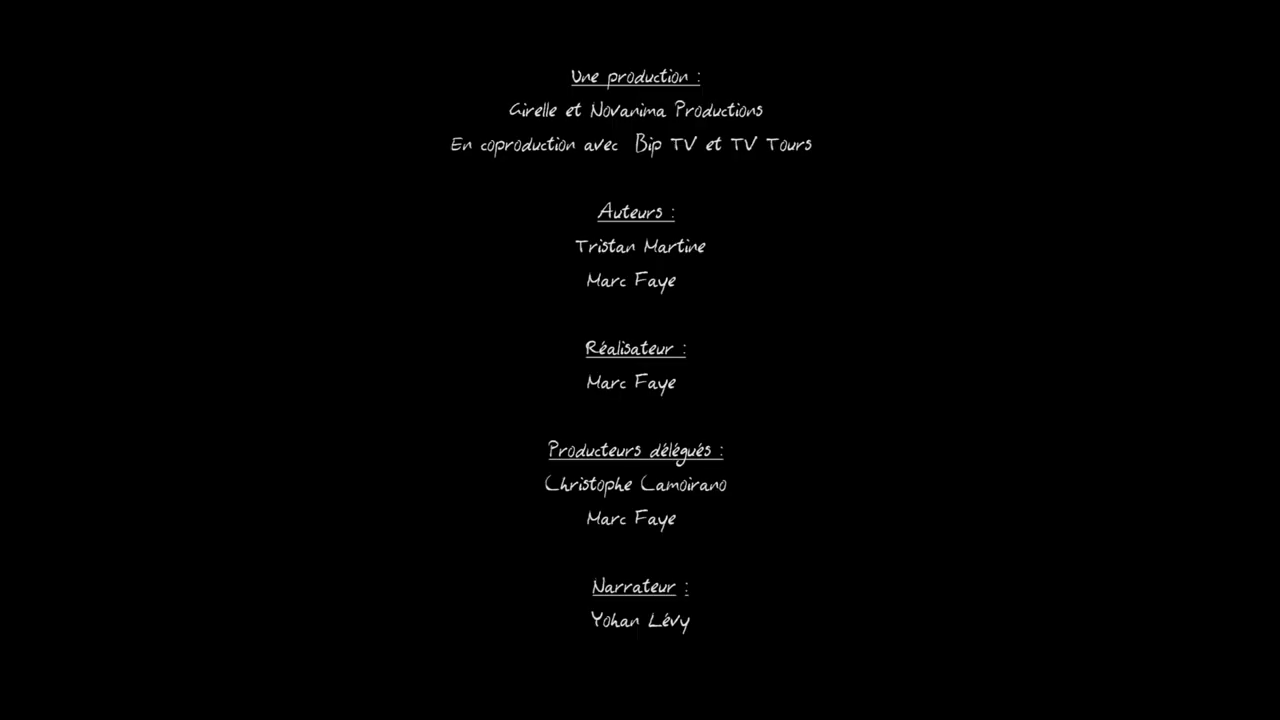 Une production :
Girelle et Novanima Productions
En coproduction avec Bip TV et TV Tours
Auteurs :
Tristan Martine
Marc Faye
Réalisateur :
Marc Faye
Producteurs délégués :
Christophe Camoirano
Marc Faye
Narrateur :
Yohan Lévy